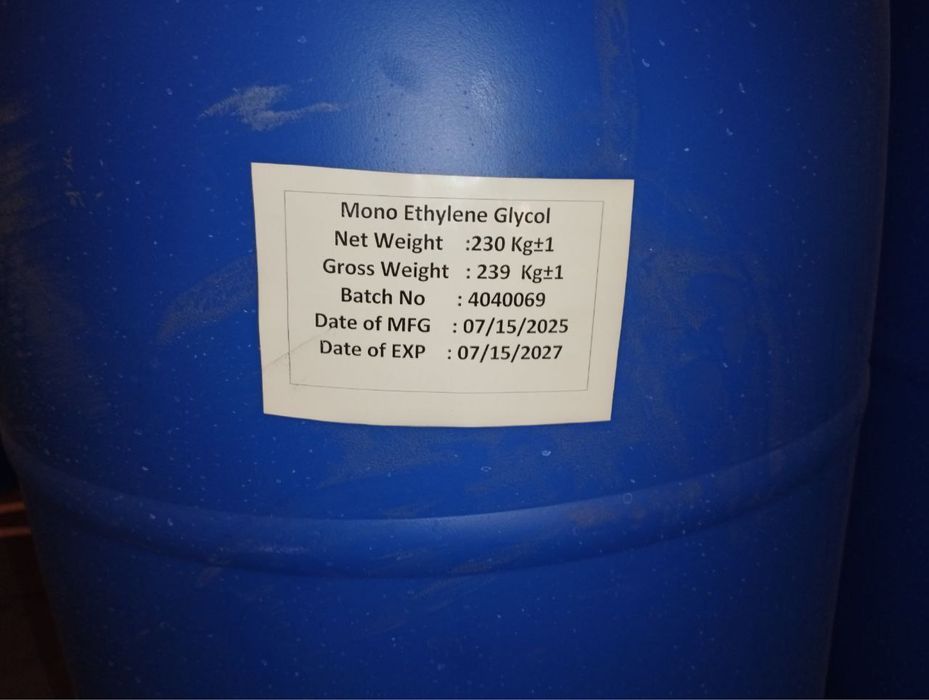 Mono Ethylene Glycol
Net Weight :230 Kg±1
Gross Weight : 239 Kg±1
Batch No : 4040069
Date of MFG : 07/15/2025
Date of EXP : 07/15/2027